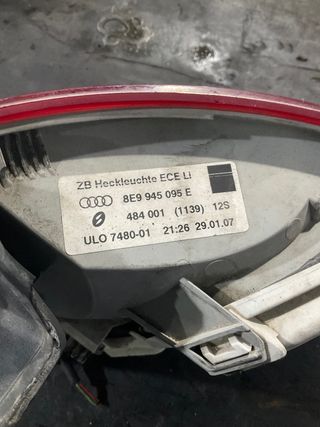 ZB Heckleuchte ECE Li
8E9 945 095 E
484 001 (1139) 12S
ULO 7480-01 21:26 29.01.07